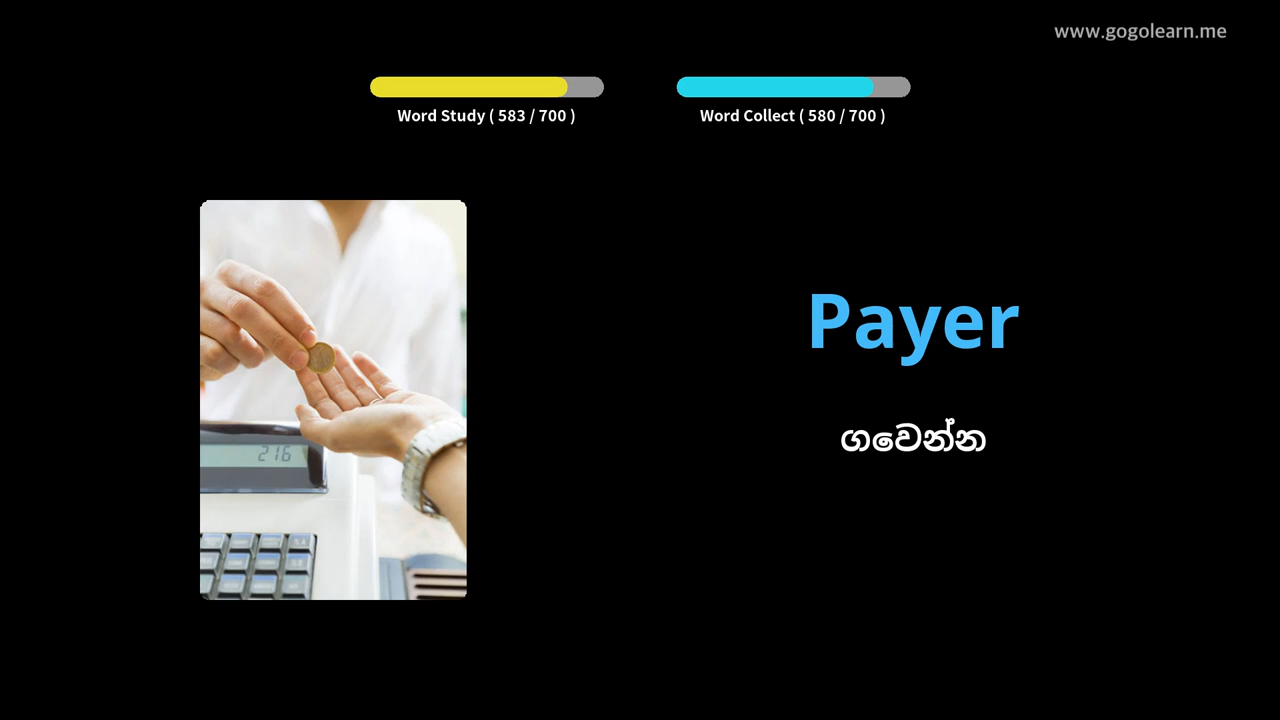 www.gogolearn.me
Word Study ( 583 / 700 )
Word Collect ( 580 / 700 )
Payer
ගවෙන්න
216